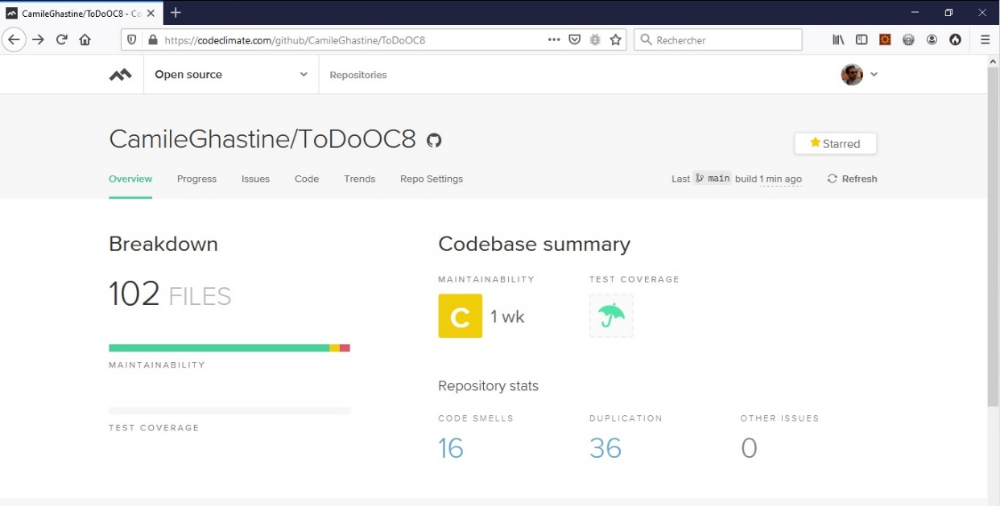 CamileGhastine/ToDoOC8 - Co
https://codeclimate.com/github/CamileGhastine/ToDoOC8
Rechercher
Open source
Repositories
CamileGhastine/ToDoOC8
Starred
Overview Progress Issues Code Trends Repo Settings
Last main build 1 min ago Refresh
Breakdown
Codebase summary
102 FILES
MAINTAINABILITY
TEST COVERAGE
MAINTAINABILITY
TEST COVERAGE
C 1 wk
Repository stats
CODE SMELLS
DUPLICATION
OTHER ISSUES
16
36
0